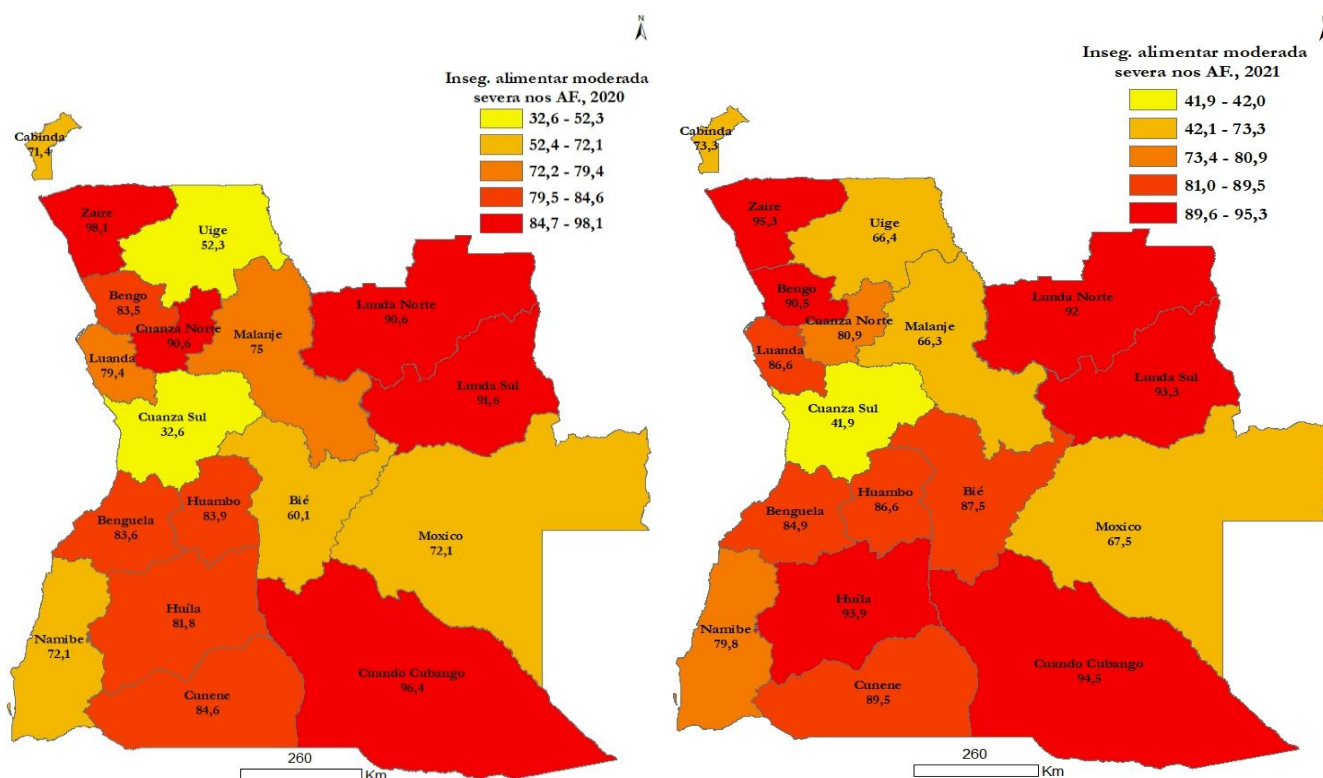 N
Inseg. alimentar moderada
severa nos AF., 2020
32,6 - 52,3
52,4 - 72,1
72,2 - 79,4
79,5 - 84,6
84,7 - 98,1
Cabinda
71,4
Zaire
98,1
Uige
52,3
Bengo
83,5
Cuanza Norte
90,6
Luanda
79,4
Malanje
75
Lunda Norte
90,6
Lunda Sul
91,6
Cuanza Sul
32,6
Benguela
83,6
Huambo
83,9
Bié
60,1
Moxico
72,1
Namibe
72,1
Huíla
81,8
Cunene
84,6
Cuando Cubango
96,4
260
Km
N
Inseg. alimentar moderada
severa nos AF., 2021
41,9 - 42,0
42,1 - 73,3
73,4 - 80,9
81,0 - 89,5
89,6 - 95,3
Cabinda
73,3
Zaire
95,3
Uige
66,4
Bengo
90,5
Cuanza Norte
80,9
Luanda
86,6
Malanje
66,3
Lunda Norte
92
Lunda Sul
93,3
Cuanza Sul
41,9
Benguela
84,9
Huambo
86,6
Bié
87,5
Moxico
67,5
Namibe
79,8
Huíla
93,9
Cunene
89,5
Cuando Cubango
94,5
260
Km